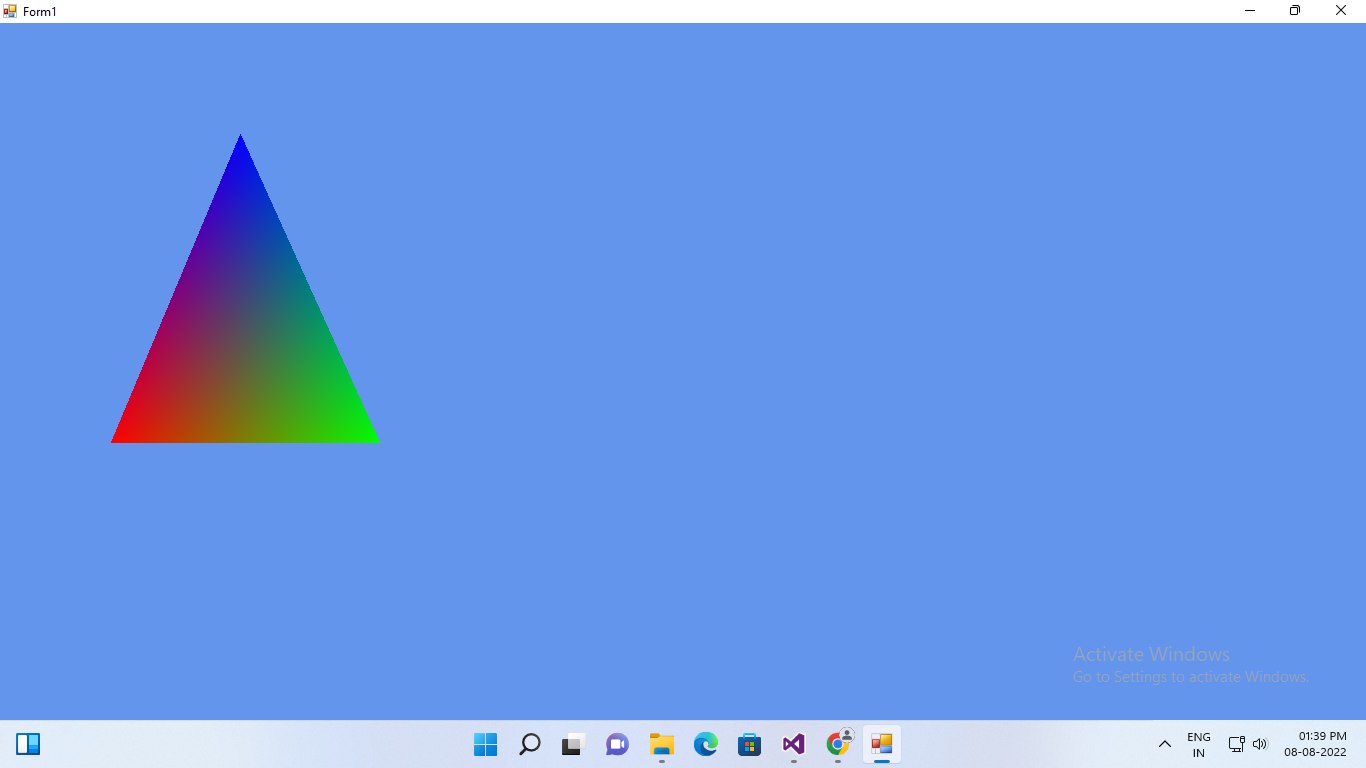 Form1
Activate Windows
Go to Settings to activate Windows.
ENG
IN
01:39 PM
08-08-2022